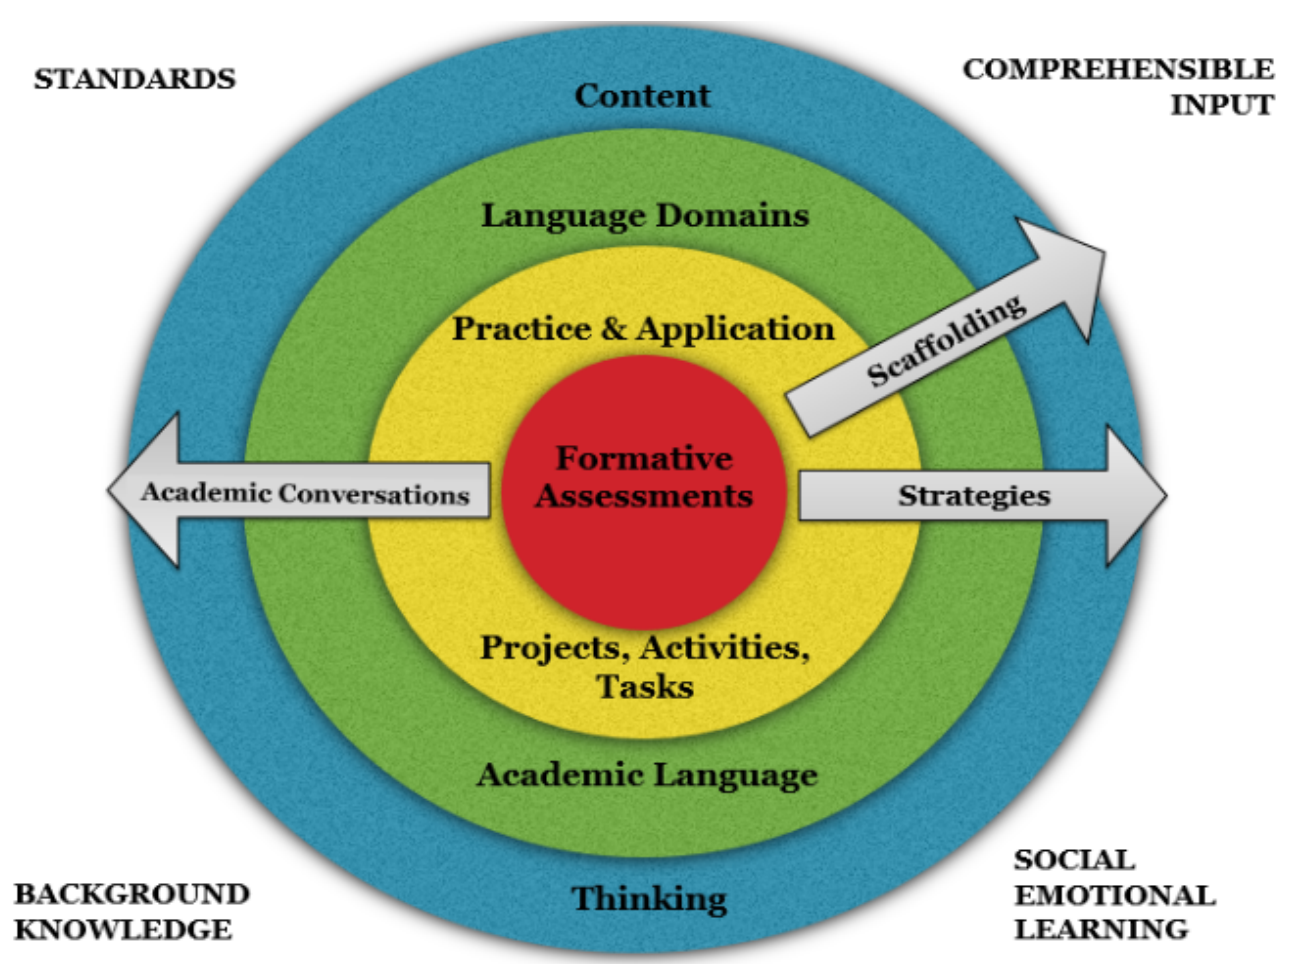 STANDARDS
COMPREHENSIBLE
INPUT
Content
Language Domains
Practice & Application
Scaffolding
Formative
Assessments
Academic Conversations
Strategies
Projects, Activities,
Tasks
Academic Language
Thinking
BACKGROUND
KNOWLEDGE
SOCIAL
EMOTIONAL
LEARNING